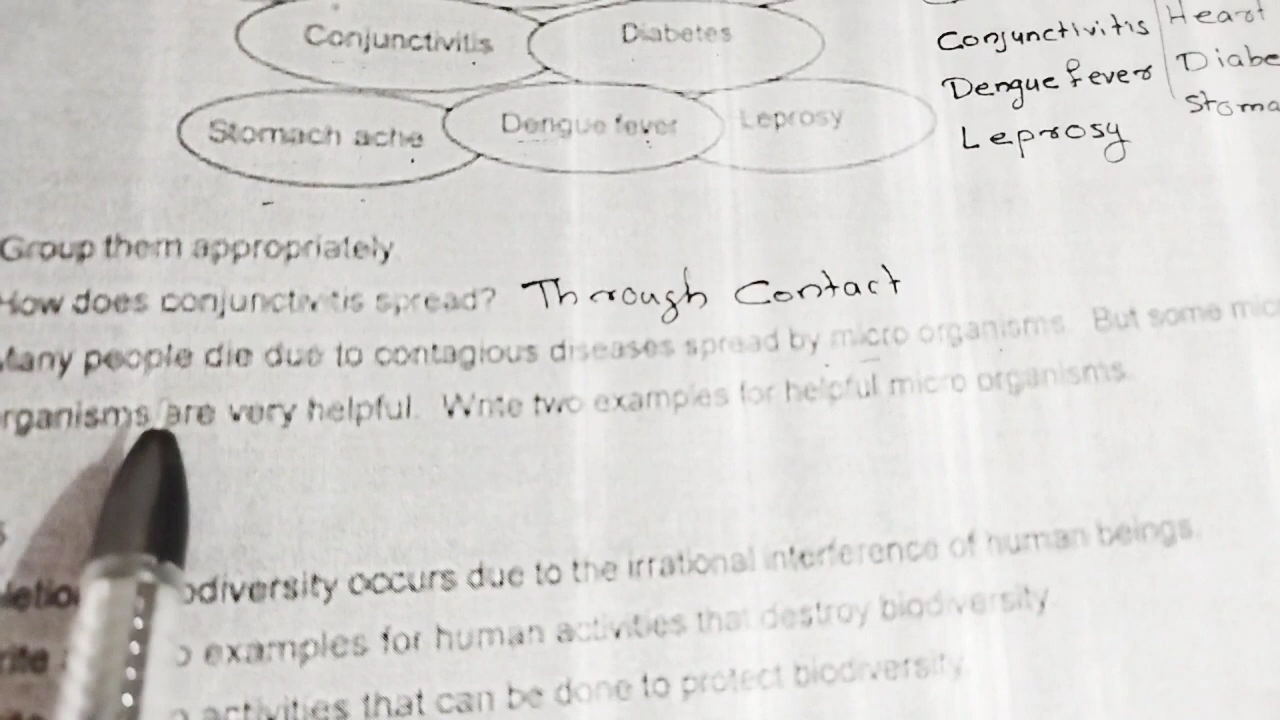 Conjunctivitis Diabetes
Stomach ache Dengue fever Leprosy
Conjunctivitis Heart
Dengue fever Diabe
Leprosy Stoma
Group them appropriately
How does conjunctivitis spread? Through Contact
Many people die due to contagious diseases spread by micro organisms. But some mic
rganisms are very helpful. Write two examples for helpful micro organisms.
letion odiversity occurs due to the irrational interference of human beings.
rite o examples for human activities that destroy biodiversity
activities that can be done to protect biodiversity.